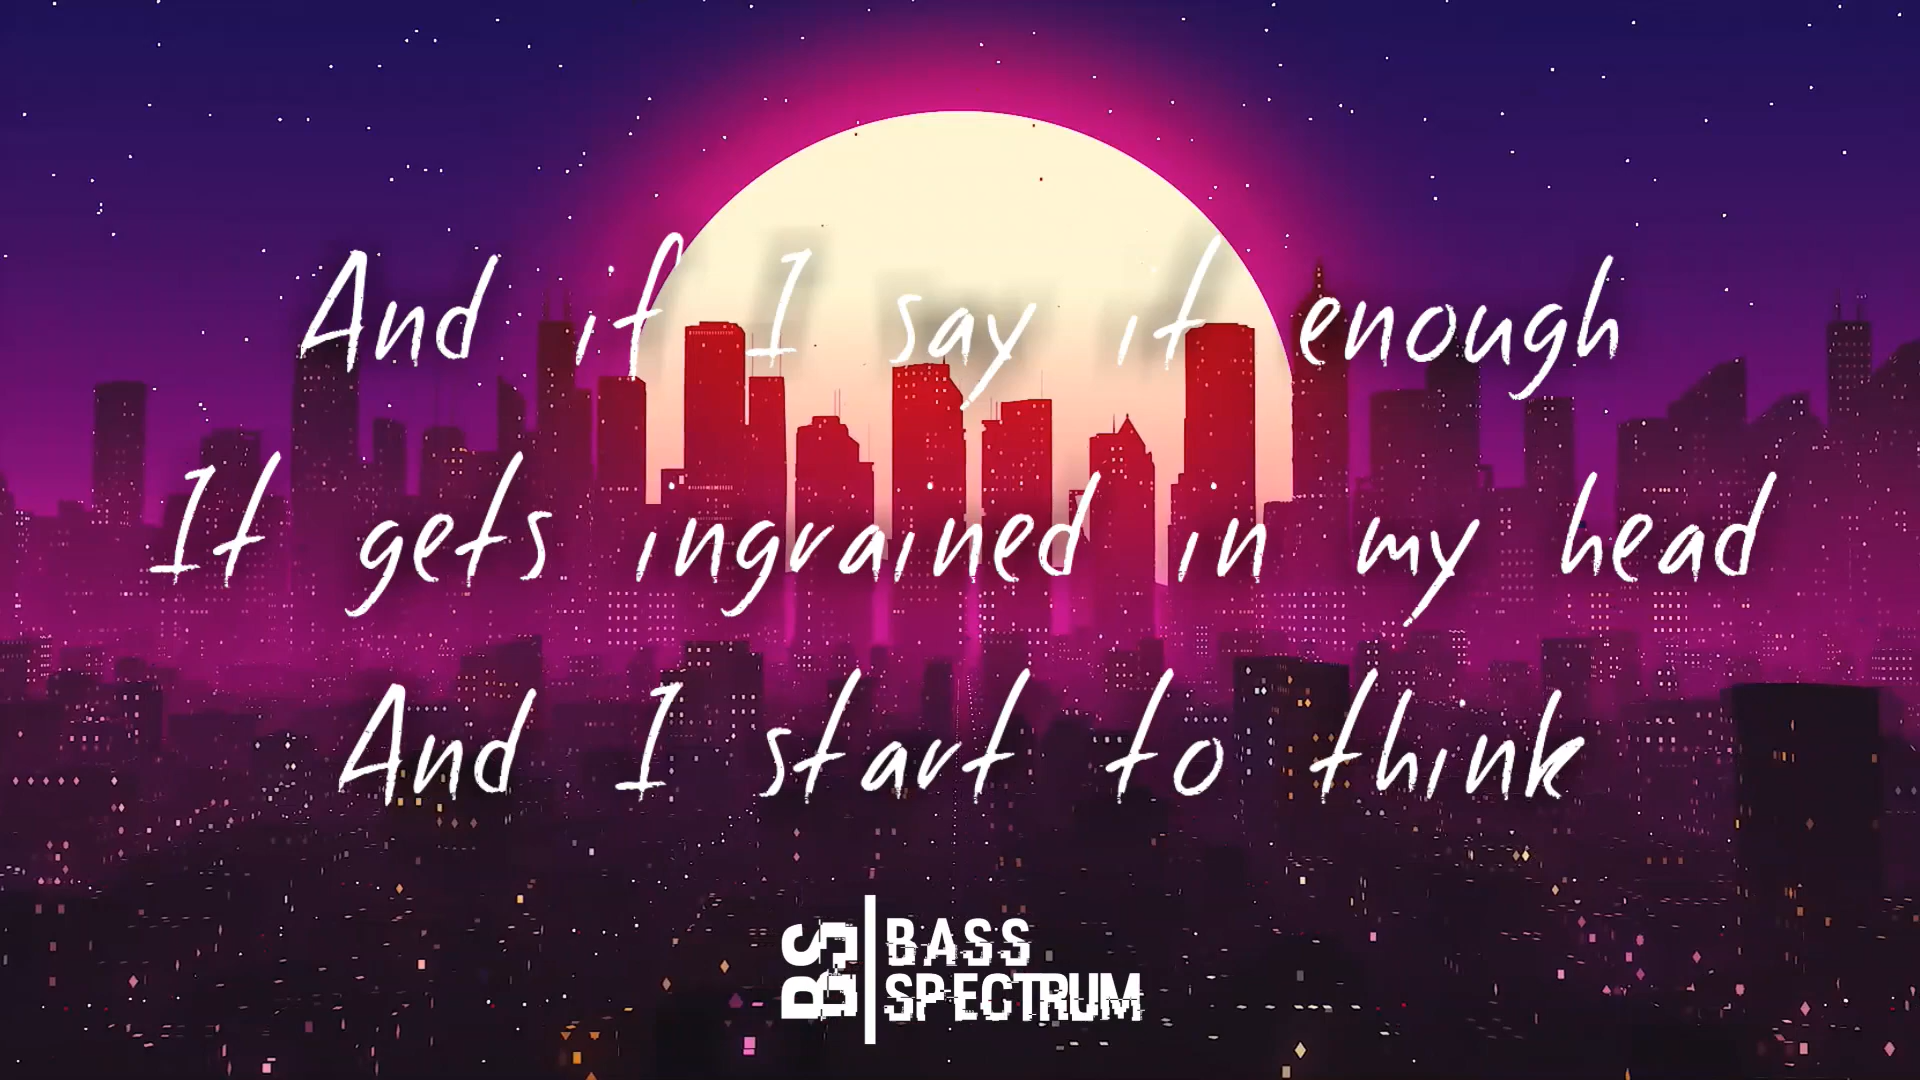 And if I say it enough
It gets ingrained in my head
And I start to think
BS
BASS
SPECTRUM